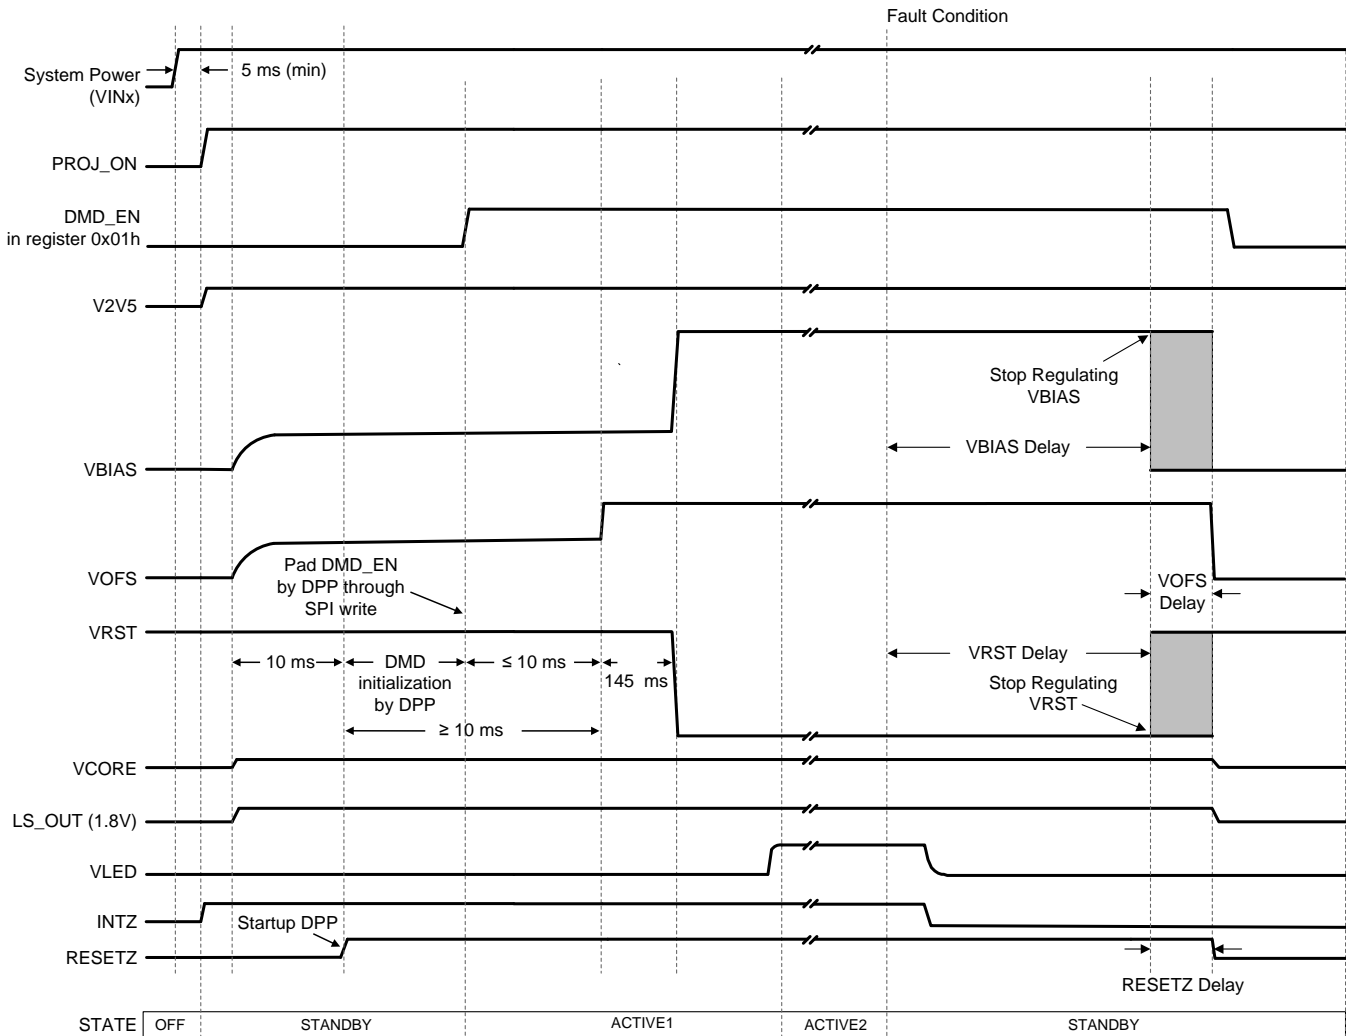 Fault Condition
System Power
(VINx)
5 ms (min)
PROJ_ON
DMD_EN
in register 0x01h
V2V5
Stop Regulating
VBIAS
VBIAS Delay
VBIAS
Pad DMD_EN
by DPP through
SPI write
VOFS
VOFS
Delay
VRST
10 ms
DMD
initialization
by DPP
≤ 10 ms
145 ms
VRST Delay
Stop Regulating
VRST
≥ 10 ms
VCORE
LS_OUT (1.8V)
VLED
INTZ
Startup DPP
RESETZ
RESETZ Delay
STATE
OFF
STANDBY
ACTIVE1
ACTIVE2
STANDBY